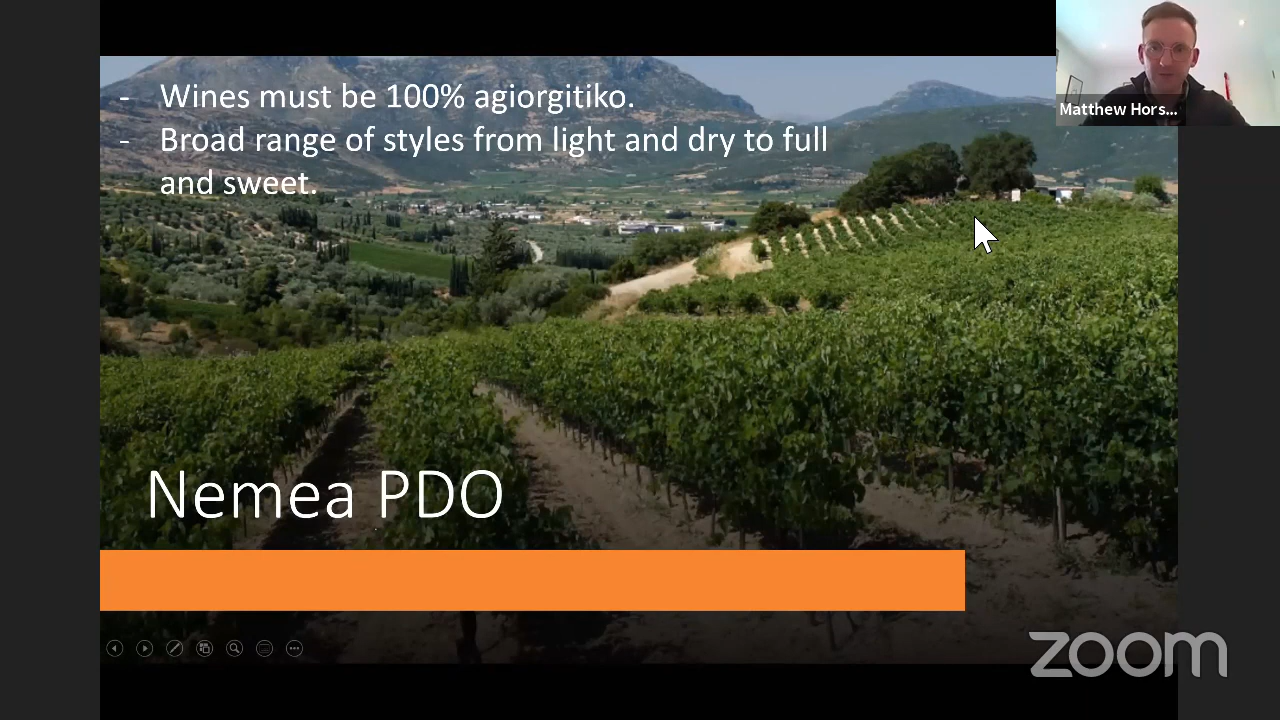 - Wines must be 100% agiorgitiko.
- Broad range of styles from light and dry to full
and sweet.
Matthew Hors...
Nemea PDO
zoom